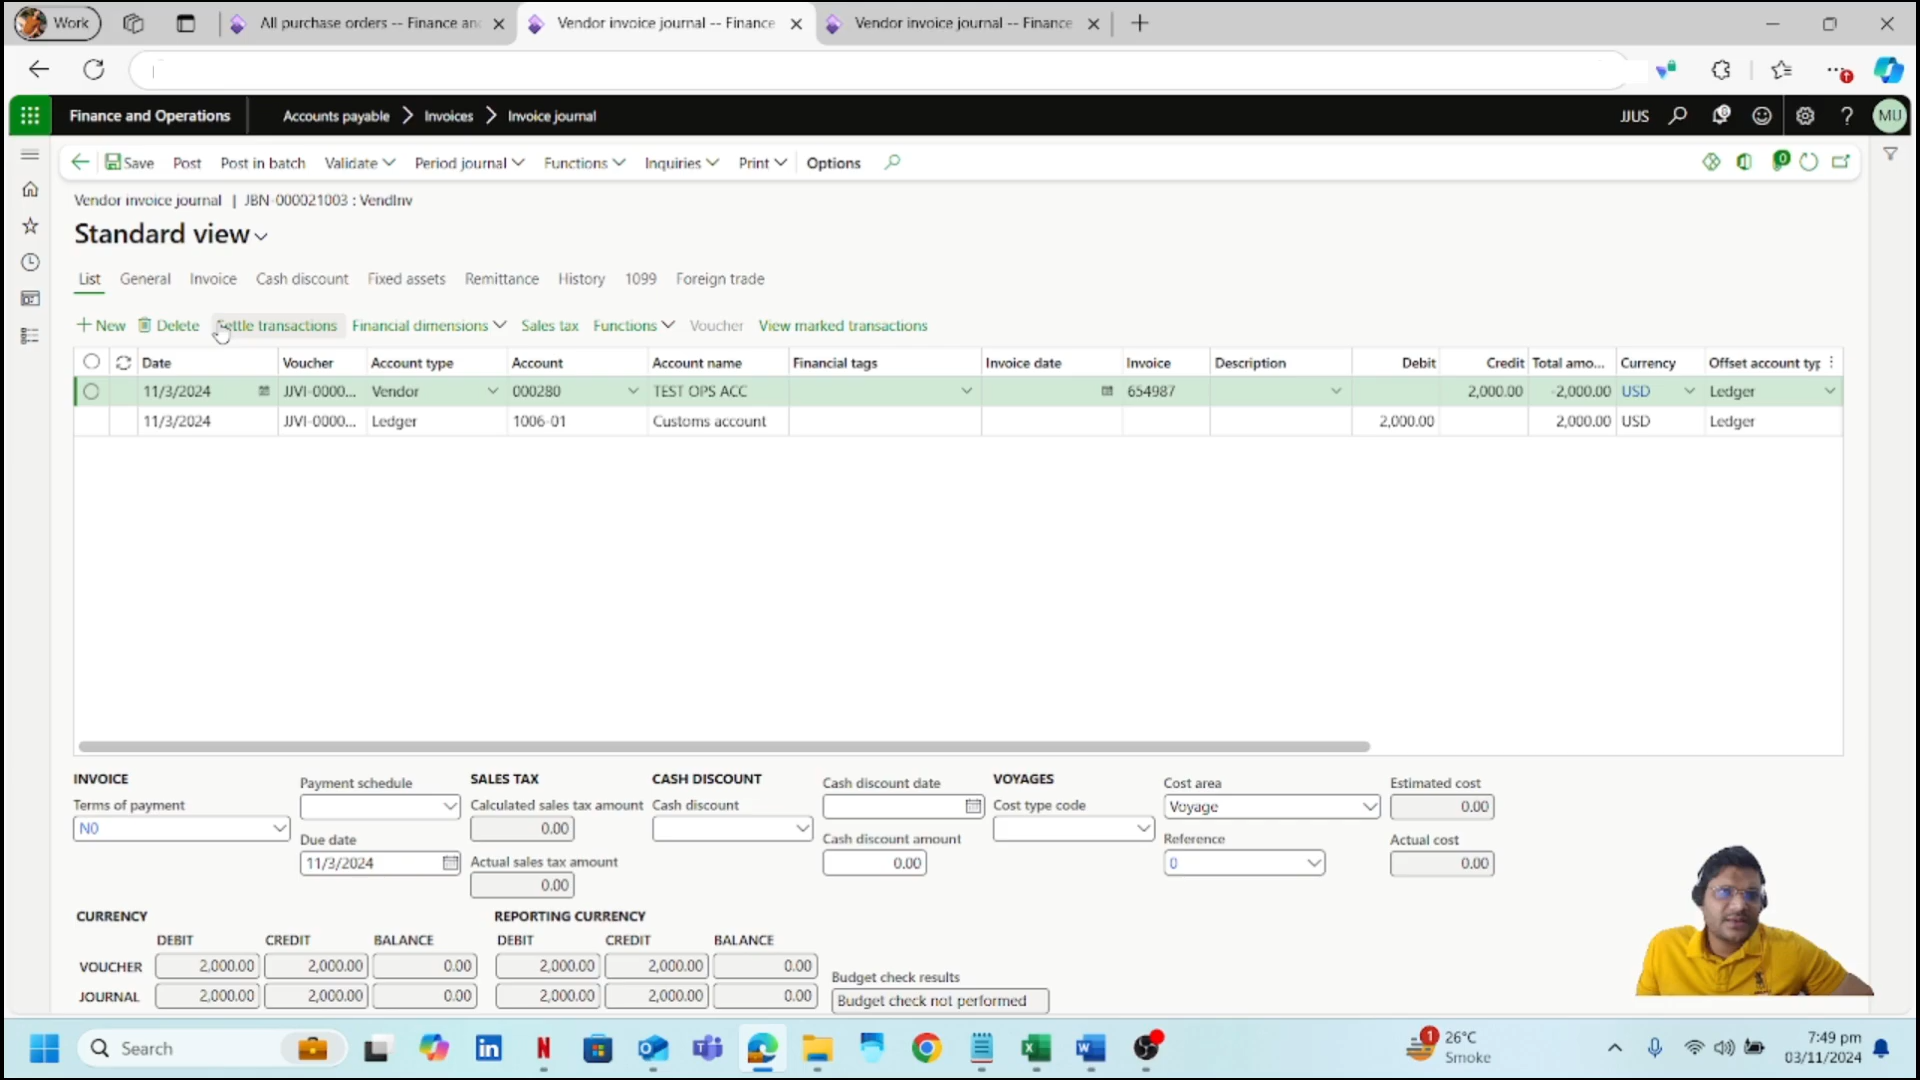 Work All purchase orders -- Finance an Vendor invoice journal -- Finance Vendor invoice journal -- Finance
Finance and Operations Accounts payable Invoices Invoice journal JJUS ? MU
Save Post Post in batch Validate Period journal Functions Inquiries Print Options 0
Vendor invoice journal | JBN-000021003 : VendInv
Standard view
List General Invoice Cash discount Fixed assets Remittance History 1099 Foreign trade
New Delete Settle transactions Financial dimensions Sales tax Functions Voucher View marked transactions
Date Voucher Account type Account Account name Financial tags Invoice date Invoice Description Debit Credit Total amo... Currency Offset account typ
11/3/2024 JJVI-0000... Vendor 000280 TEST OPS ACC 654987 2,000.00 -2,000.00 USD Ledger
11/3/2024 JJVI-0000... Ledger 1006-01 Customs account 2,000.00 2,000.00 USD Ledger
INVOICE Payment schedule SALES TAX CASH DISCOUNT Cash discount date VOYAGES Cost area Estimated cost
Terms of payment Calculated sales tax amount Cash discount Cost type code Voyage 0.00
N0 Due date 0.00 Cash discount amount Reference Actual cost
11/3/2024 Actual sales tax amount 0.00 0 0.00
0.00
CURRENCY REPORTING CURRENCY
DEBIT CREDIT BALANCE DEBIT CREDIT BALANCE
VOUCHER 2,000.00 2,000.00 0.00 2,000.00 2,000.00 0.00 Budget check results
JOURNAL 2,000.00 2,000.00 0.00 2,000.00 2,000.00 0.00 Budget check not performed
Search 1 26°C 7:49 pm
Smoke 03/11/2024